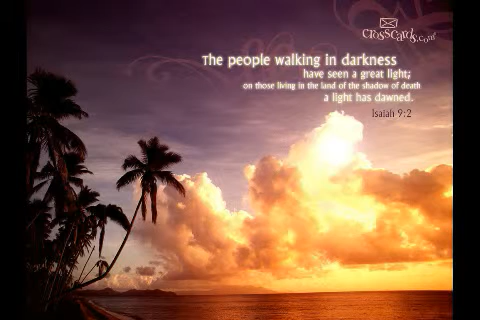 crosscards.com
The people walking in darkness
have seen a great light;
on those living in the land of the shadow of death
a light has dawned.
Isaiah 9:2